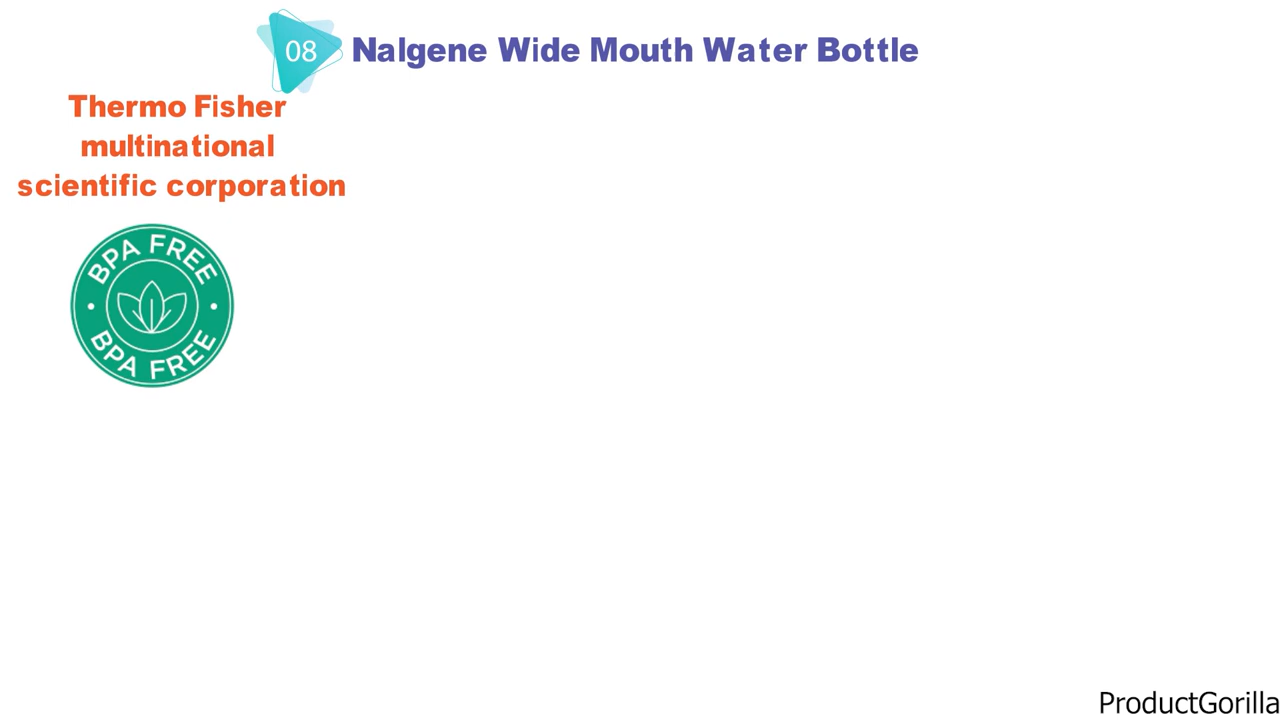 08
Nalgene Wide Mouth Water Bottle
Thermo Fisher
multinational
scientific corporation
BPA FREE
BPA FREE
ProductGorilla